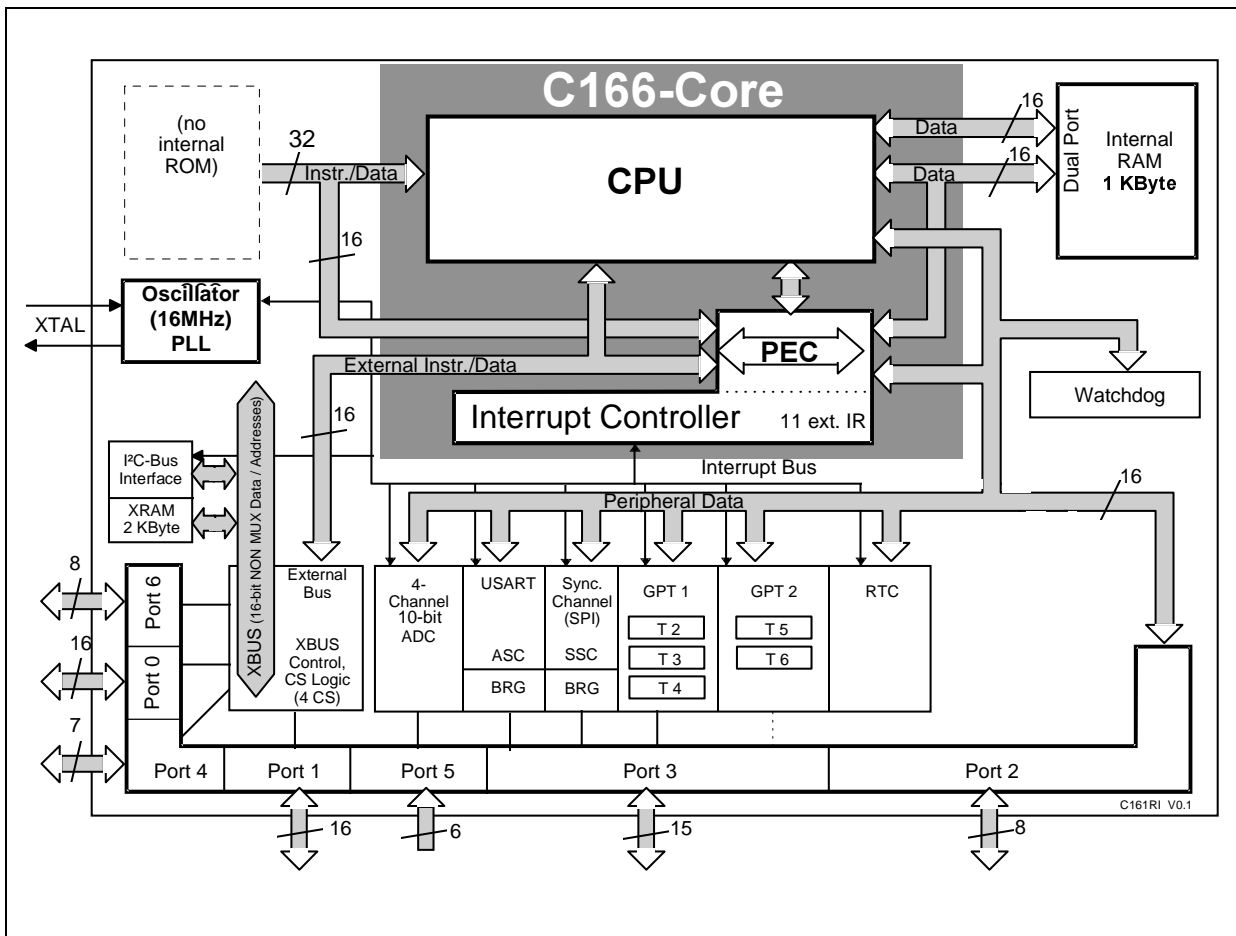 C166-Core
(no
internal
ROM)
32
Instr./Data
16
CPU
Data
16
Data
16
Dual Port
Internal
RAM
1 KByte
Oscillator
(16MHz)
PLL
XTAL
PEC
External Instr./Data
16
Interrupt Controller
11 ext. IR
Watchdog
Interrupt Bus
Peripheral Data
16
I²C-Bus
Interface
XRAM
2 KByte
XBUS (16-bit NON MUX Data / Addresses)
8
Port 6
16
Port 0
7
External
Bus
XBUS
Control,
CS Logic
(4 CS)
4-
Channel
10-bit
ADC
USART
ASC
BRG
Sync.
Channel
(SPI)
SSC
BRG
GPT 1
T 2
T 3
T 4
GPT 2
T 5
T 6
RTC
Port 4
Port 1
Port 5
Port 3
Port 2
C161RI V0.1
16
6
15
8